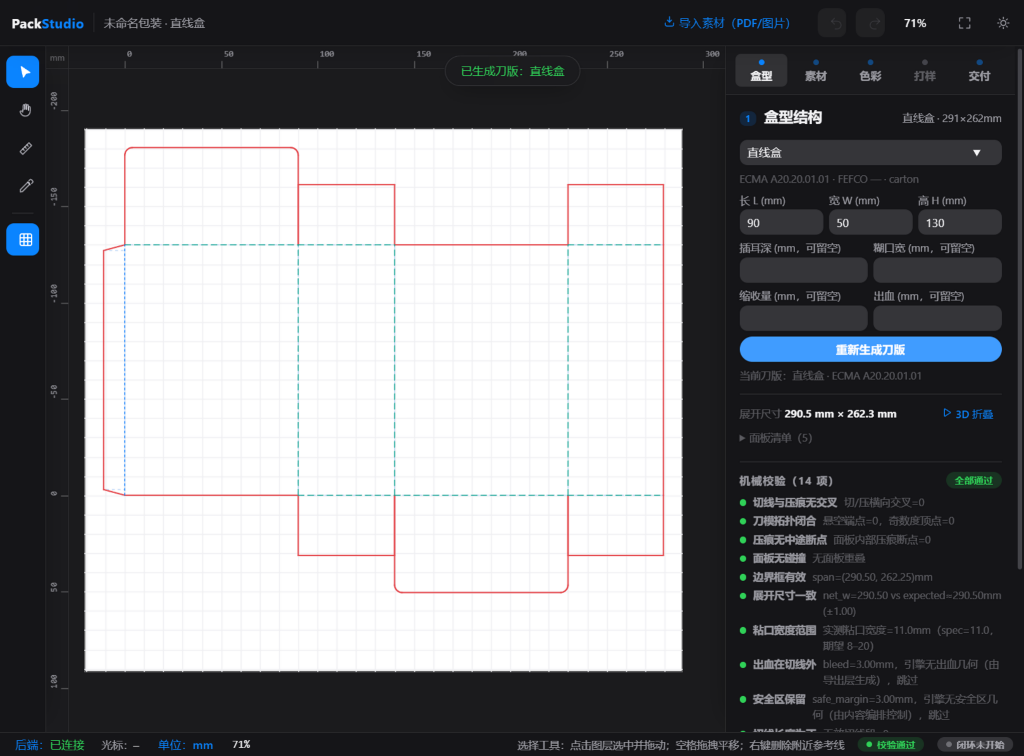 PackStudio 未命名包装 · 直线盒
导入素材（PDF/图片）
71%
mm
0 50 100 150 200 250 300
已生成刀版：直线盒
-200
-150
-100
-50
0
50
100
盒型 素材 色彩 打样 交付
1 盒型结构 直线盒 · 291×262mm
直线盒 ▼
ECMA A20.20.01.01 · FEFCO — · carton
长 L (mm) 宽 W (mm) 高 H (mm)
90 50 130
插耳深 (mm，可留空) 糊口宽 (mm，可留空)
缩收量 (mm，可留空) 出血 (mm，可留空)
重新生成刀版
当前刀版：直线盒 · ECMA A20.20.01.01
展开尺寸 290.5 mm × 262.3 mm ▷ 3D 折叠
▶ 面板清单（5）
机械校验（14 项） 全部通过
切线与压痕无交叉 切/压横向交叉=0
刀模拓扑闭合 悬空端点=0，奇数度顶点=0
压痕无中途断点 面板内部压痕断点=0
面板无碰撞 无面板重叠
边界框有效 span=(290.50, 262.25)mm
展开尺寸一致 net_w=290.50 vs expected=290.50mm
(±1.00)
粘口宽度范围 实测粘口宽度=11.0mm（spec=11.0，
期望 8–20）
出血在切线外 bleed=3.00mm，引擎无出血几何（由
导出层生成），跳过
安全区保留 safe_margin=3.00mm，引擎无安全区几
何（由内容编排控制），跳过
后端：已连接 光标：– 单位：mm 71%
选择工具：点击图层选中并拖动；空格拖拽平移；右键删除附近参考线
校验通过 闭环未开始